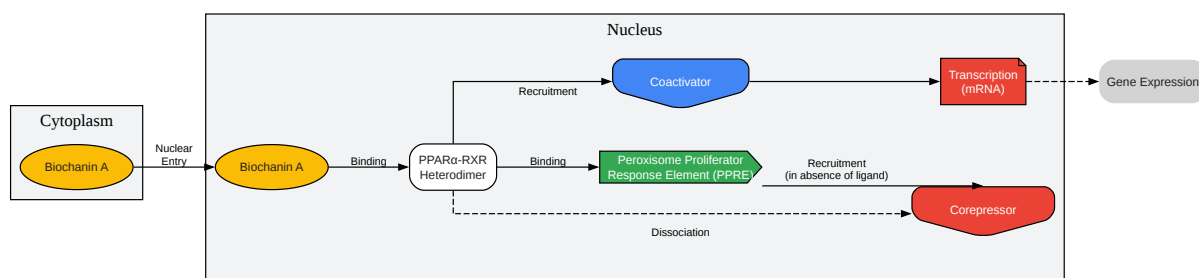 Nucleus
Cytoplasm
Biochanin A
Nuclear
Entry
Biochanin A
Binding
PPARα-RXR
Heterodimer
Recruitment
Coactivator
Transcription
(mRNA)
Gene Expression
Binding
Peroxisome Proliferator
Response Element (PPRE)
Recruitment
(in absence of ligand)
Corepressor
Dissociation